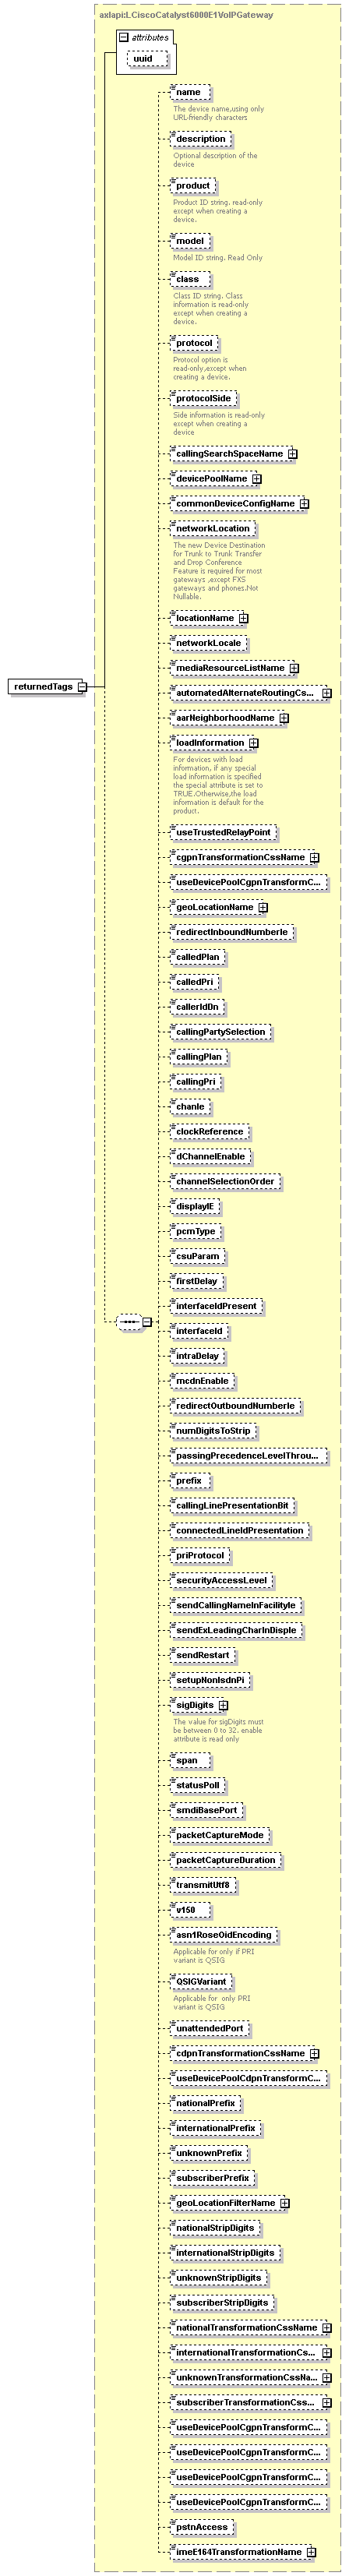 axlapi:LCiscoCatalyst6000E1VoIPGateway
attributes
uuid
name
The device name,using only
URL-friendly characters
description
Optional description of the
device
product
Product ID string. read-only
except when creating a
device.
model
Model ID string. Read Only
class
Class ID string. Class
information is read-only
except when creating a
device.
protocol
Protocol option is
read-only,except when
creating a device.
protocolSide
Side information is read-only
except when creating a
device
callingSearchSpaceName
devicePoolName
commonDeviceConfigName
networkLocation
The new Device Destination
for Trunk to Trunk Transfer
and Drop Conference
Feature is required for most
gateways ,except FXS
gateways and phones.Not
Nullable.
locationName
networkLocale
returnedTags
mediaResourceListName
automatedAlternateRoutingCs...
aarNeighborhoodName
loadInformation
For devices with load
information, if any special
load information is specified
the special attribute is set to
TRUE.Otherwise,the load
information is default for the
product.
useTrustedRelayPoint
cgpnTransformationCssName
useDevicePoolCgpnTransformC...
geoLocationName
redirectInboundNumberIe
calledPlan
calledPri
callerIdDn
callingPartySelection
callingPlan
callingPri
chanIe
clockReference
dChannelEnable
channelSelectionOrder
displayIE
pcmType
csuParam
firstDelay
interfaceIdPresent
interfaceId
intraDelay
mcdnEnable
redirectOutboundNumberIe
numDigitsToStrip
passingPrecedenceLevelThrou...
prefix
callingLinePresentationBit
connectedLineIdPresentation
priProtocol
securityAccessLevel
sendCallingNameInFacilityIe
sendExLeadingCharInDispIe
sendRestart
setupNonIsdnPi
sigDigits
The value for sigDigits must
be between 0 to 32. enable
attribute is read only
span
statusPoll
smdiBasePort
packetCaptureMode
packetCaptureDuration
transmitUtf8
v150
asn1RoseOidEncoding
Applicable for only if PRI
variant is QSIG
QSIGVariant
Applicable for only PRI
variant is QSIG
unattendedPort
cdpnTransformationCssName
useDevicePoolCdpnTransformC...
nationalPrefix
internationalPrefix
unknownPrefix
subscriberPrefix
geoLocationFilterName
nationalStripDigits
internationalStripDigits
unknownStripDigits
subscriberStripDigits
nationalTransformationCssName
internationalTransformationCs...
unknownTransformationCssNa...
subscriberTransformationCss...
useDevicePoolCgpnTransformC...
useDevicePoolCgpnTransformC...
useDevicePoolCgpnTransformC...
useDevicePoolCgpnTransformC...
pstnAccess
imeE164TransformationName